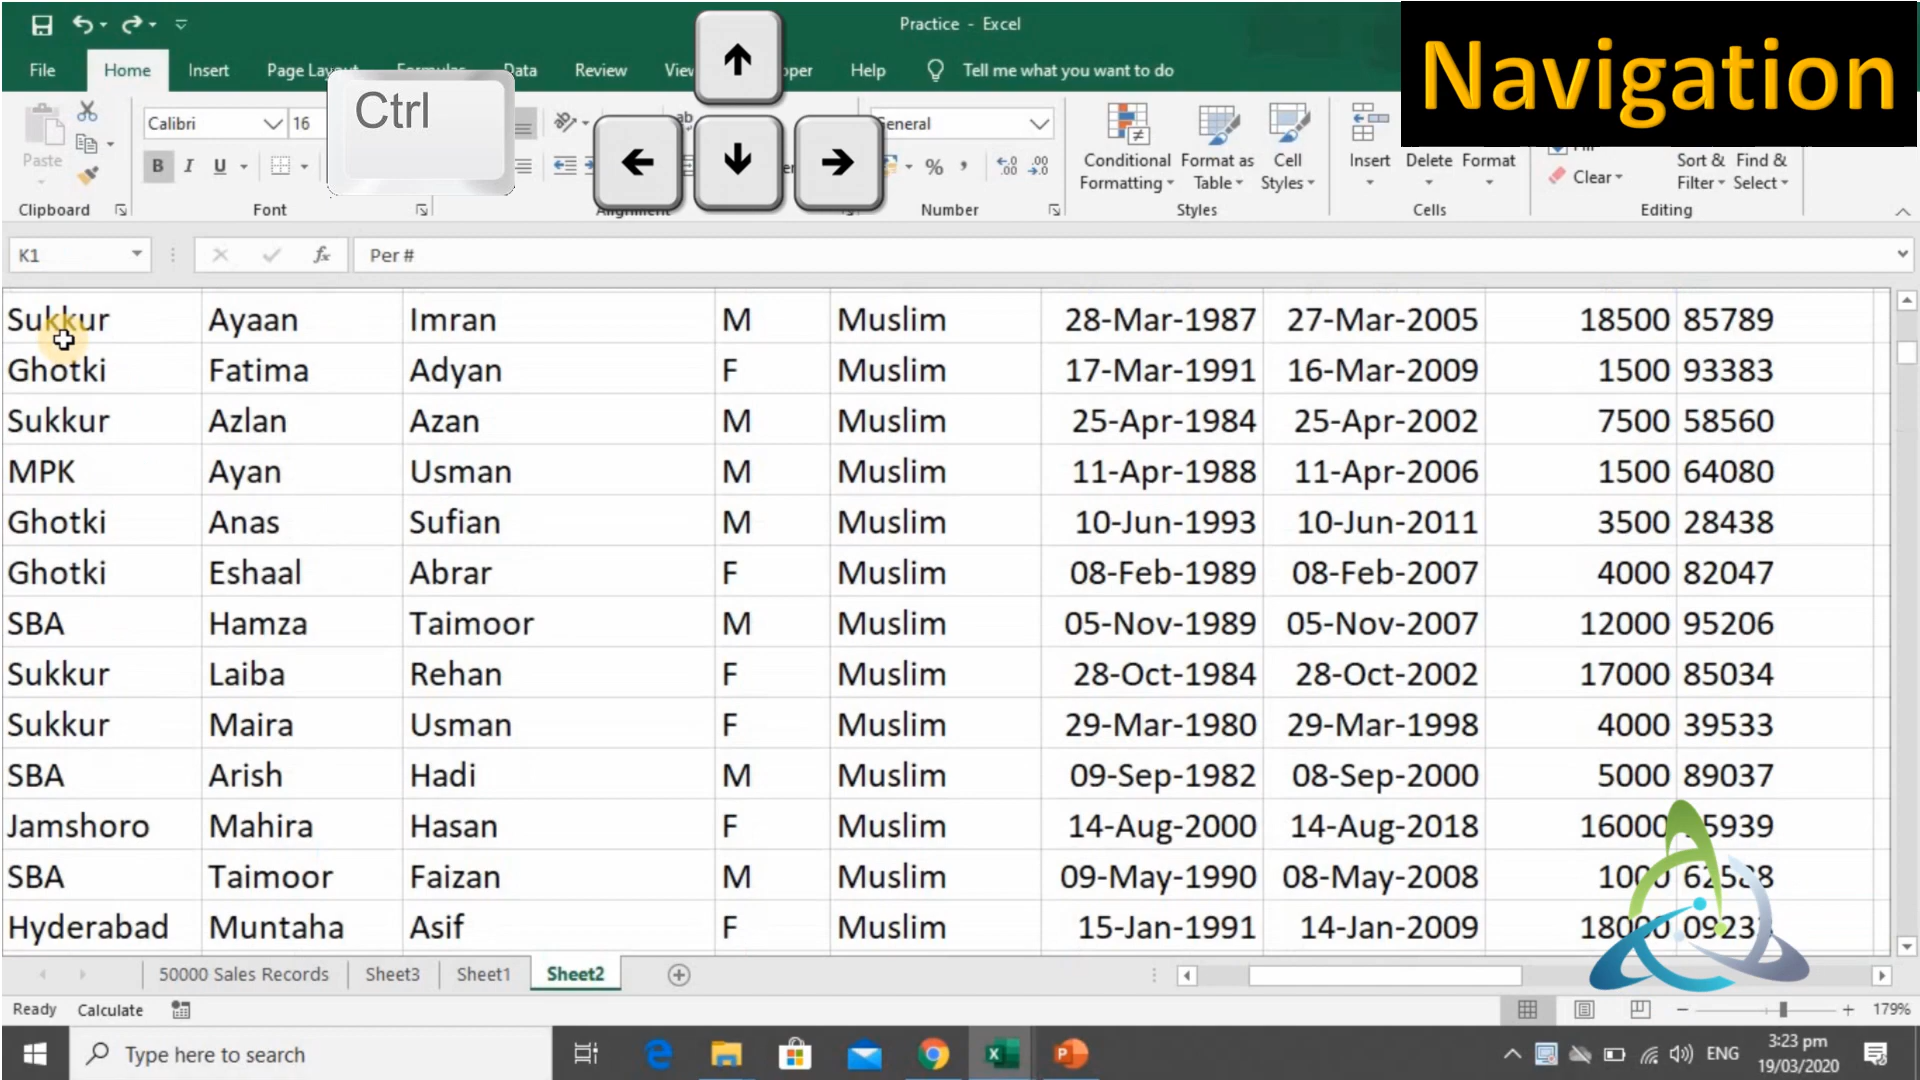 Practice - Excel
Navigation
File Home Insert Page Layout Formulas Data Review View Help Tell me what you want to do
Ctrl
Paste
Calibri 16
B I U
General
%
Conditional Formatting
Format as Table
Cell Styles
Insert Delete Format
Clear
Sort & Filter
Find & Select
Clipboard Font Alignment Number Styles Cells Editing
K1 fx Per #
Sukkur Ayaan Imran M Muslim 28-Mar-1987 27-Mar-2005 18500 85789
Ghotki Fatima Adyan F Muslim 17-Mar-1991 16-Mar-2009 1500 93383
Sukkur Azlan Azan M Muslim 25-Apr-1984 25-Apr-2002 7500 58560
MPK Ayan Usman M Muslim 11-Apr-1988 11-Apr-2006 1500 64080
Ghotki Anas Sufian M Muslim 10-Jun-1993 10-Jun-2011 3500 28438
Ghotki Eshaal Abrar F Muslim 08-Feb-1989 08-Feb-2007 4000 82047
SBA Hamza Taimoor M Muslim 05-Nov-1989 05-Nov-2007 12000 95206
Sukkur Laiba Rehan F Muslim 28-Oct-1984 28-Oct-2002 17000 85034
Sukkur Maira Usman F Muslim 29-Mar-1980 29-Mar-1998 4000 39533
SBA Arish Hadi M Muslim 09-Sep-1982 08-Sep-2000 5000 89037
Jamshoro Mahira Hasan F Muslim 14-Aug-2000 14-Aug-2018 16000
SBA Taimoor Faizan M Muslim 09-May-1990 08-May-2008 1000
Hyderabad Muntaha Asif F Muslim 15-Jan-1991 14-Jan-2009 18000
50000 Sales Records Sheet3 Sheet1 Sheet2
Ready Calculate 179%
Type here to search
ENG
3:23 pm
19/03/2020